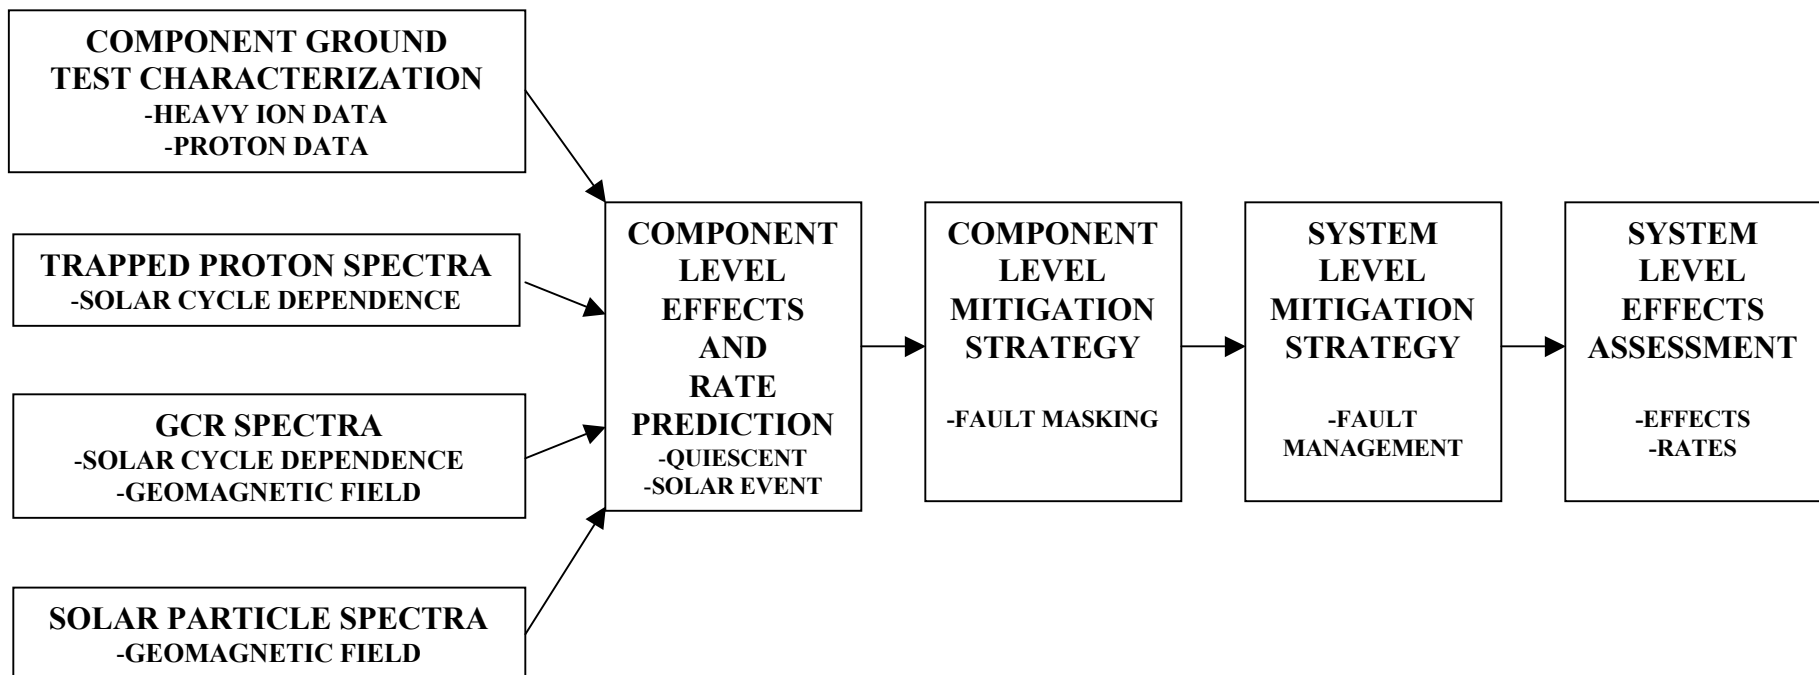 COMPONENT GROUND
TEST CHARACTERIZATION
-HEAVY ION DATA
-PROTON DATA
TRAPPED PROTON SPECTRA
-SOLAR CYCLE DEPENDENCE
GCR SPECTRA
-SOLAR CYCLE DEPENDENCE
-GEOMAGNETIC FIELD
SOLAR PARTICLE SPECTRA
-GEOMAGNETIC FIELD
COMPONENT
LEVEL
EFFECTS
AND
RATE
PREDICTION
-QUIESCENT
-SOLAR EVENT
COMPONENT
LEVEL
MITIGATION
STRATEGY
-FAULT MASKING
SYSTEM
LEVEL
MITIGATION
STRATEGY
-FAULT
MANAGEMENT
SYSTEM
LEVEL
EFFECTS
ASSESSMENT
-EFFECTS
-RATES